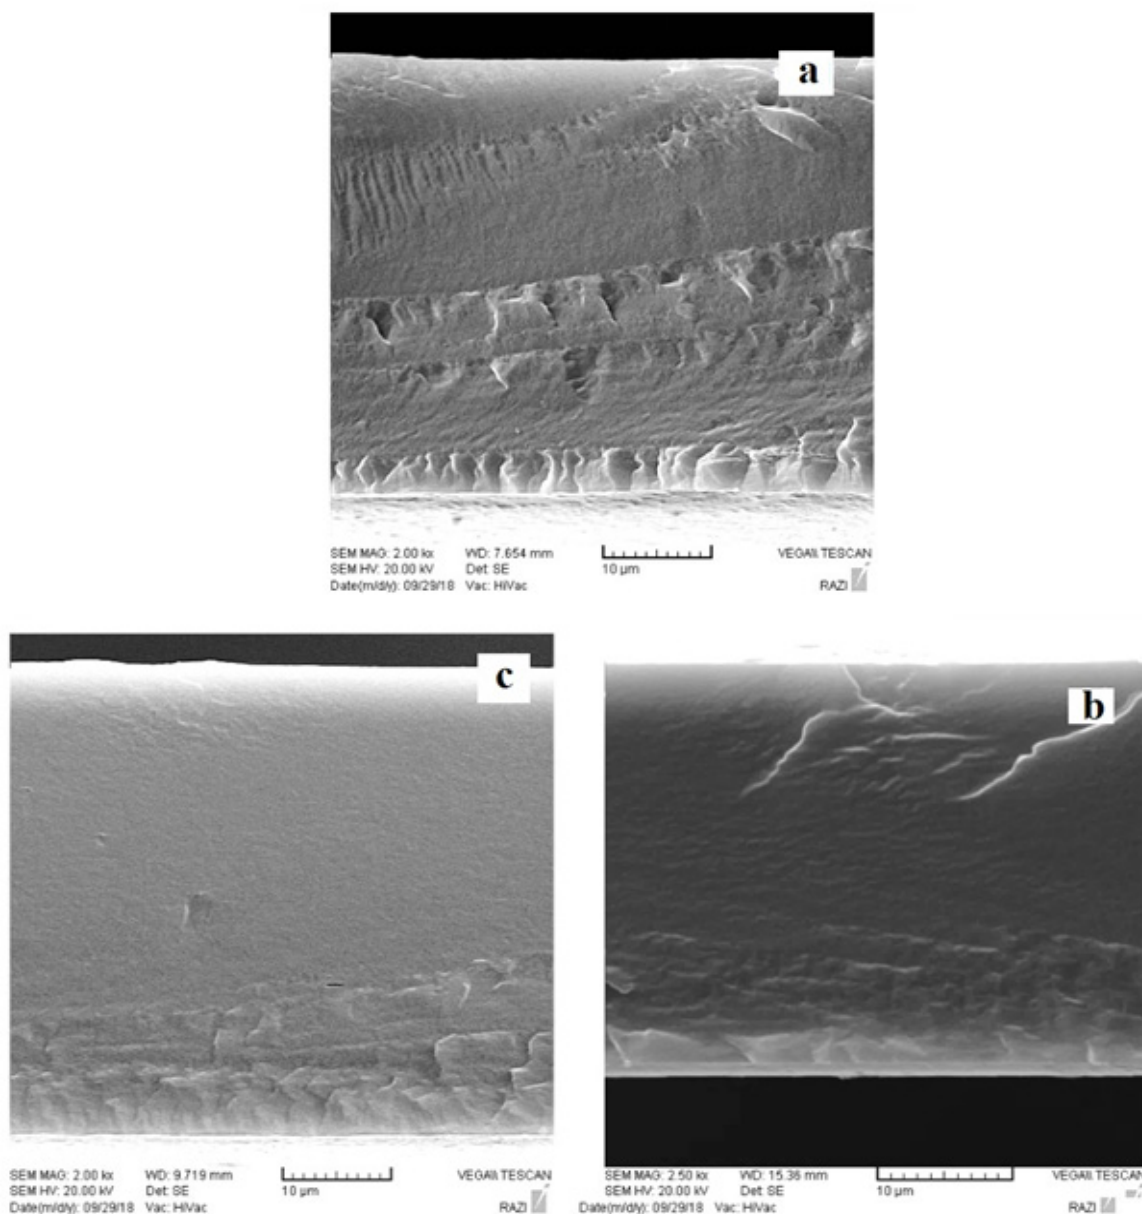 a
SEM MAG: 2.00 kx WD: 7.654 mm VEGA\\ TESCAN
SEM HV: 20.00 kV Det: SE 10 µm
Date(m/d/y): 09/29/18 Vac: HiVac RAZI
c
SEM MAG: 2.00 kx WD: 9.719 mm VEGA\\ TESCAN
SEM HV: 20.00 kV Det: SE 10 µm
Date(m/d/y): 09/29/18 Vac: HiVac RAZI
b
SEM MAG: 2.50 kx WD: 15.36 mm VEGA\\ TESCAN
SEM HV: 20.00 kV Det: SE 10 µm
Date(m/d/y): 09/29/18 Vac: HiVac RAZI